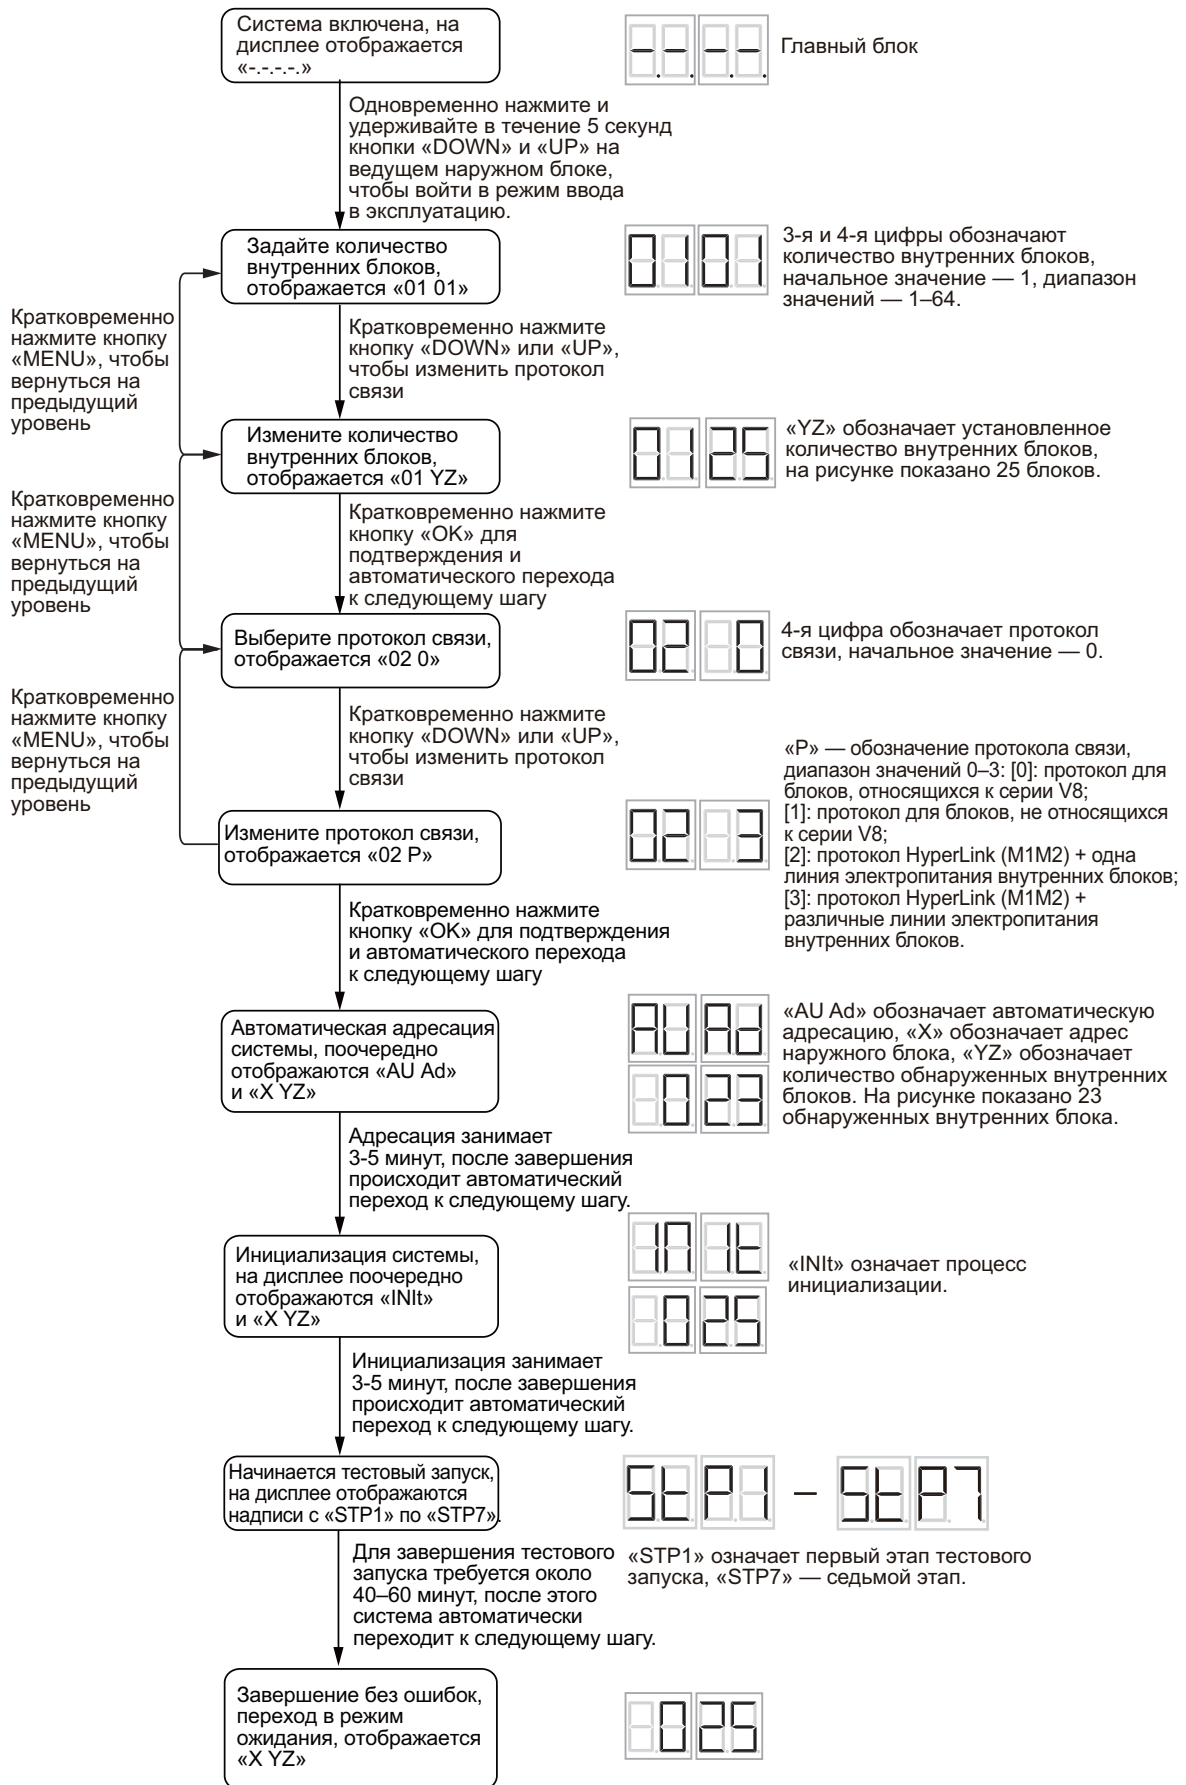 Система включена, на
дисплее отображается
«-.-.-.-.»
-.-.-.-.
Главный блок
Одновременно нажмите и
удерживайте в течение 5 секунд
кнопки «DOWN» и «UP» на
ведущем наружном блоке,
чтобы войти в режим ввода
в эксплуатацию.
Задайте количество
внутренних блоков,
отображается «01 01»
0101
3-я и 4-я цифры обозначают
количество внутренних блоков,
начальное значение — 1, диапазон
значений — 1–64.
Кратковременно
нажмите кнопку
«MENU», чтобы
вернуться на
предыдущий
уровень
Кратковременно нажмите
кнопку «DOWN» или «UP»,
чтобы изменить протокол
связи
Измените количество
внутренних блоков,
отображается «01 YZ»
0125
«YZ» обозначает установленное
количество внутренних блоков,
на рисунке показано 25 блоков.
Кратковременно
нажмите кнопку
«MENU», чтобы
вернуться на
предыдущий
уровень
Кратковременно нажмите
кнопку «OK» для
подтверждения и
автоматического перехода
к следующему шагу
Выберите протокол связи,
отображается «02 0»
02 0
4-я цифра обозначает протокол
связи, начальное значение — 0.
Кратковременно
нажмите кнопку
«MENU», чтобы
вернуться на
предыдущий
уровень
Кратковременно нажмите
кнопку «DOWN» или «UP»,
чтобы изменить протокол
связи
Измените протокол связи,
отображается «02 P»
02 3
«P» — обозначение протокола связи,
диапазон значений 0–3: [0]: протокол для
блоков, относящихся к серии V8;
[1]: протокол для блоков, не относящихся
к серии V8;
[2]: протокол HyperLink (M1M2) + одна
линия электропитания внутренних блоков;
[3]: протокол HyperLink (M1M2) +
различные линии электропитания
внутренних блоков.
Кратковременно нажмите
кнопку «OK» для подтверждения
и автоматического перехода
к следующему шагу
Автоматическая адресация
системы, поочередно
отображаются «AU Ad»
и «X YZ»
AUAd
023
«AU Ad» обозначает автоматическую
адресацию, «X» обозначает адрес
наружного блока, «YZ» обозначает
количество обнаруженных внутренних
блоков. На рисунке показано 23
обнаруженных внутренних блока.
Адресация занимает
3-5 минут, после завершения
происходит автоматический
переход к следующему шагу.
Инициализация системы,
на дисплее поочередно
отображаются «INIt»
и «X YZ»
INIt
025
«INIt» означает процесс
инициализации.
Инициализация занимает
3-5 минут, после завершения
происходит автоматический
переход к следующему шагу.
Начинается тестовый запуск,
на дисплее отображаются
надписи с «STP1» по «STP7».
StP1 – StP7
«STP1» означает первый этап тестового
запуска, «STP7» — седьмой этап.
Для завершения тестового
запуска требуется около
40–60 минут, после этого
система автоматически
переходит к следующему шагу.
Завершение без ошибок,
переход в режим
ожидания, отображается
«X YZ»
025